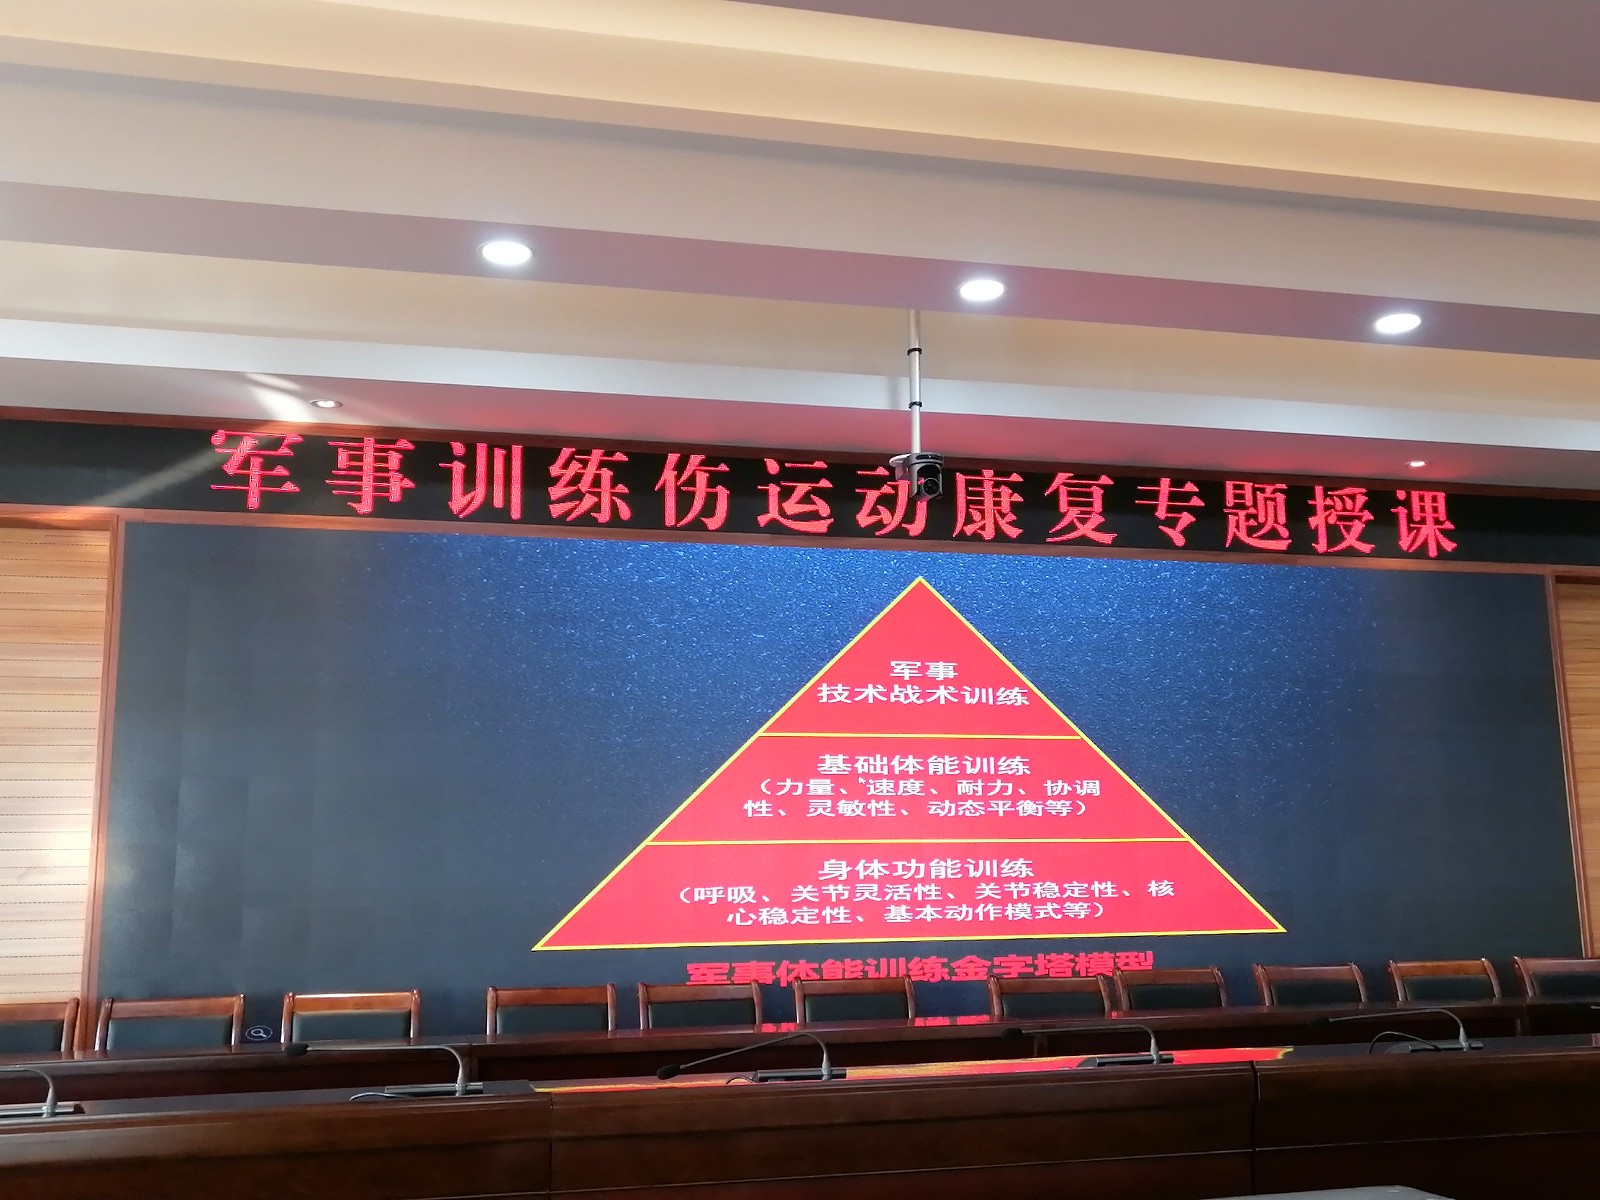 军事训练伤运动康复专题授课
军事
技术战术训练
基础体能训练
（力量、速度、耐力、协调
性、灵敏性、动态平衡等）
身体功能训练
（呼吸、关节灵活性、关节稳定性、核
心稳定性、基本动作模式等）
军事体能训练金字塔模型